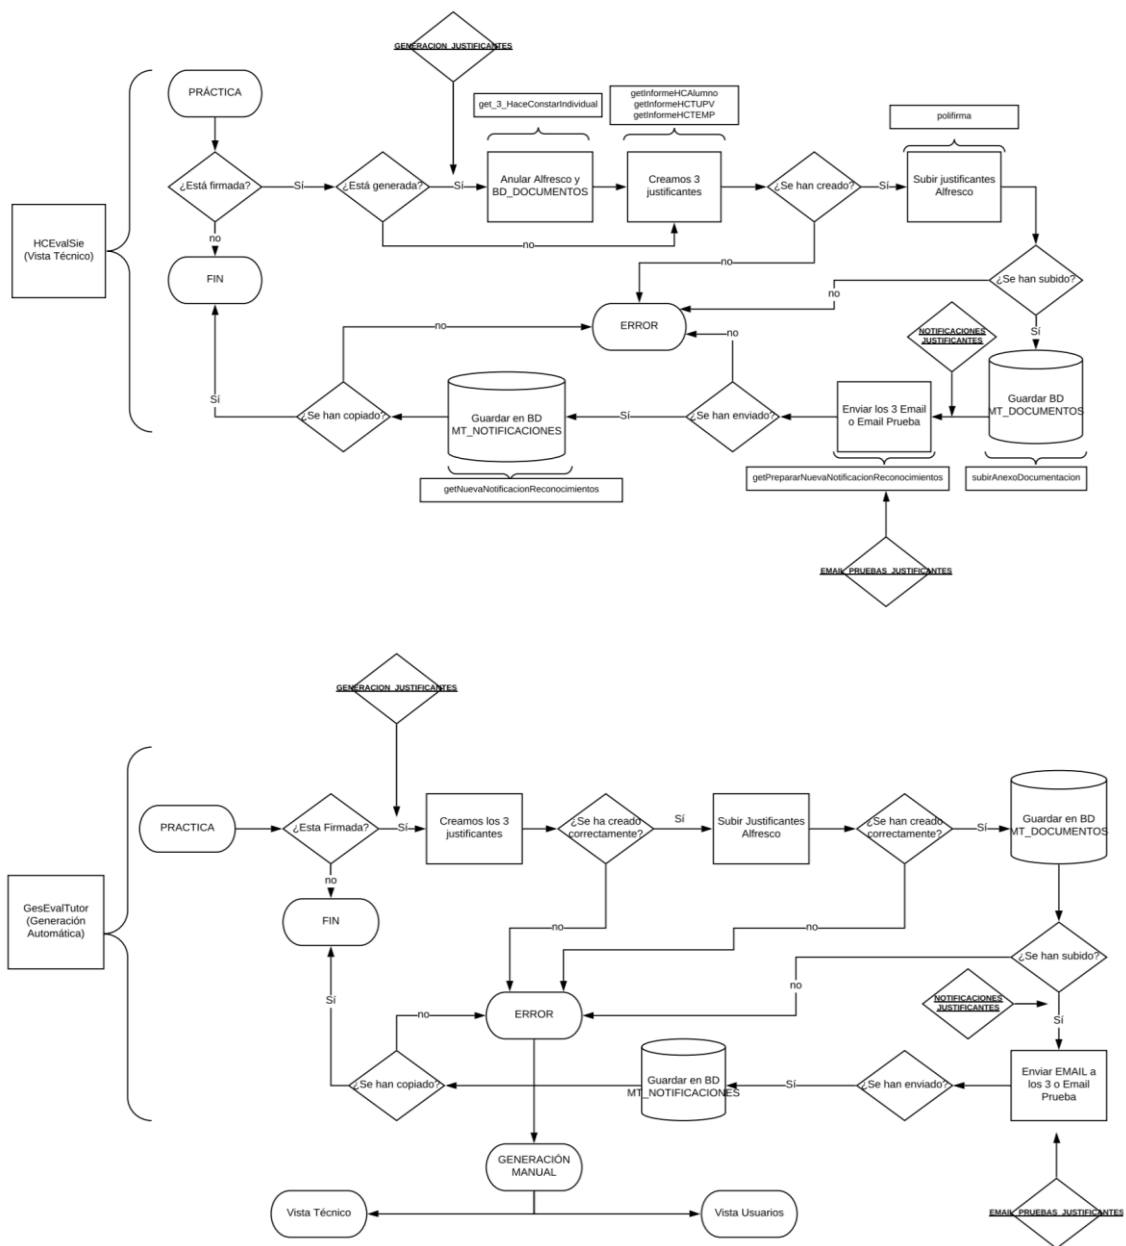 GENERACION_JUSTIFICANTES
PRÁCTICA
get_3_HaceConstarIndividual
getInformeHCAlumno
getInformeHCTUPV
getInformeHCTEMP
polifirma
¿Está firmada?
Sí
¿Está generada?
Sí
Anular Alfresco y
BD_DOCUMENTOS
Creamos 3
justificantes
¿Se han creado?
Sí
Subir justificantes
Alfresco
HCEvalSie
(Vista Técnico)
no
no
no
FIN
¿Se han subido?
no
ERROR
no
no
NOTIFICACIONES
JUSTIFICANTES
Sí
Sí
¿Se han copiado?
Guardar en BD
MT_NOTIFICACIONES
Sí
¿Se han enviado?
Enviar los 3 Email
o Email Prueba
Guardar BD
MT_DOCUMENTOS
getNuevaNotificacionReconocimientos
getPrepararNuevaNotificacionReconocimientos
subirAnexoDocumentacion
EMAIL_PRUEBAS_JUSTIFICANTES
GENERACION_JUSTIFICANTES
PRACTICA
¿Esta Firmada?
Sí
Creamos los 3
justificantes
¿Se ha creado
correctamente?
Sí
Subir Justificantes
Alfresco
¿Se han creado
correctamente?
Sí
Guardar en BD
MT_DOCUMENTOS
GesEvalTutor
(Generación
Automática)
no
FIN
no
no
¿Se han subido?
no
NOTIFICACIONES
JUSTIFICANTES
Sí
Sí
no
ERROR
¿Se han copiado?
Guardar en BD
MT_NOTIFICACIONES
Sí
¿Se han enviado?
Enviar EMAIL a
los 3 o Email
Prueba
GENERACIÓN
MANUAL
Vista Técnico
Vista Usuarios
EMAIL_PRUEBAS_JUSTIFICANTES